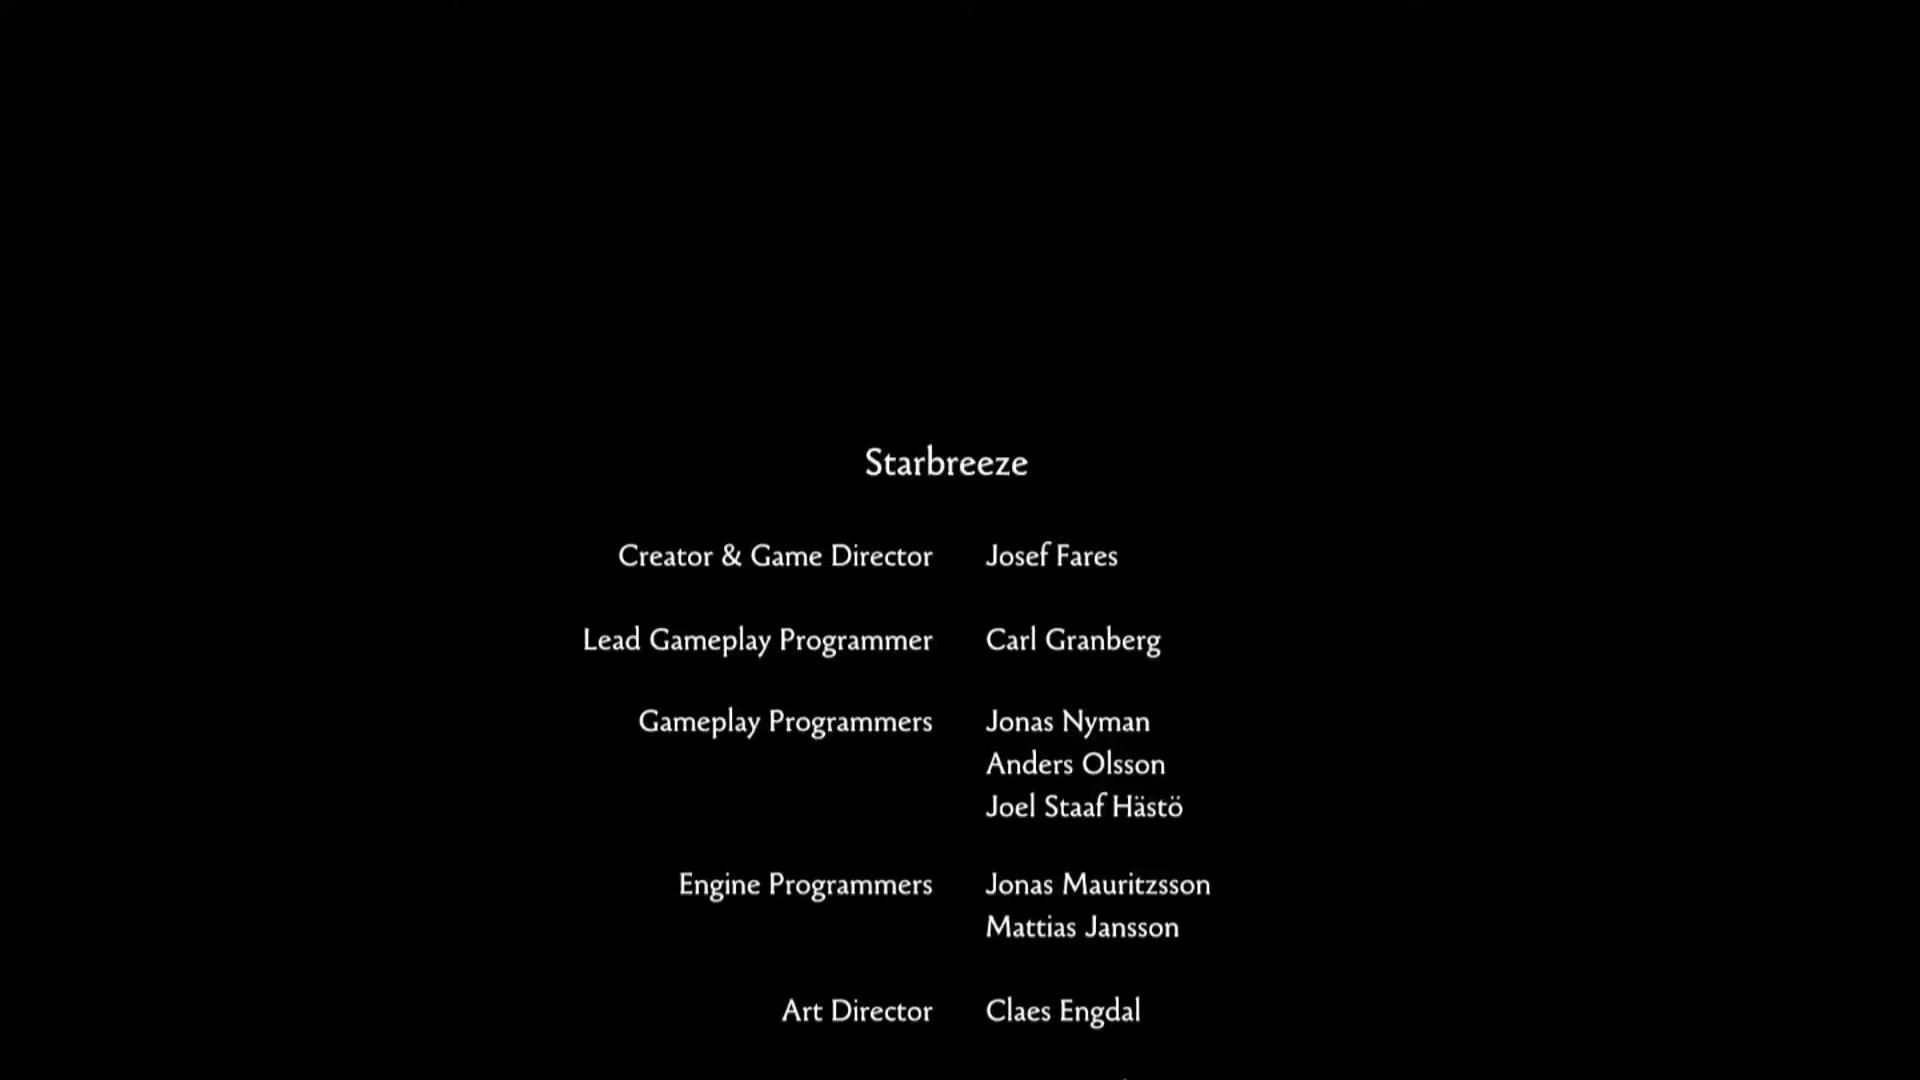 Starbreeze
Creator & Game Director Josef Fares
Lead Gameplay Programmer Carl Granberg
Gameplay Programmers Jonas Nyman
Anders Olsson
Joel Staaf Hästö
Engine Programmers Jonas Mauritzsson
Mattias Jansson
Art Director Claes Engdal